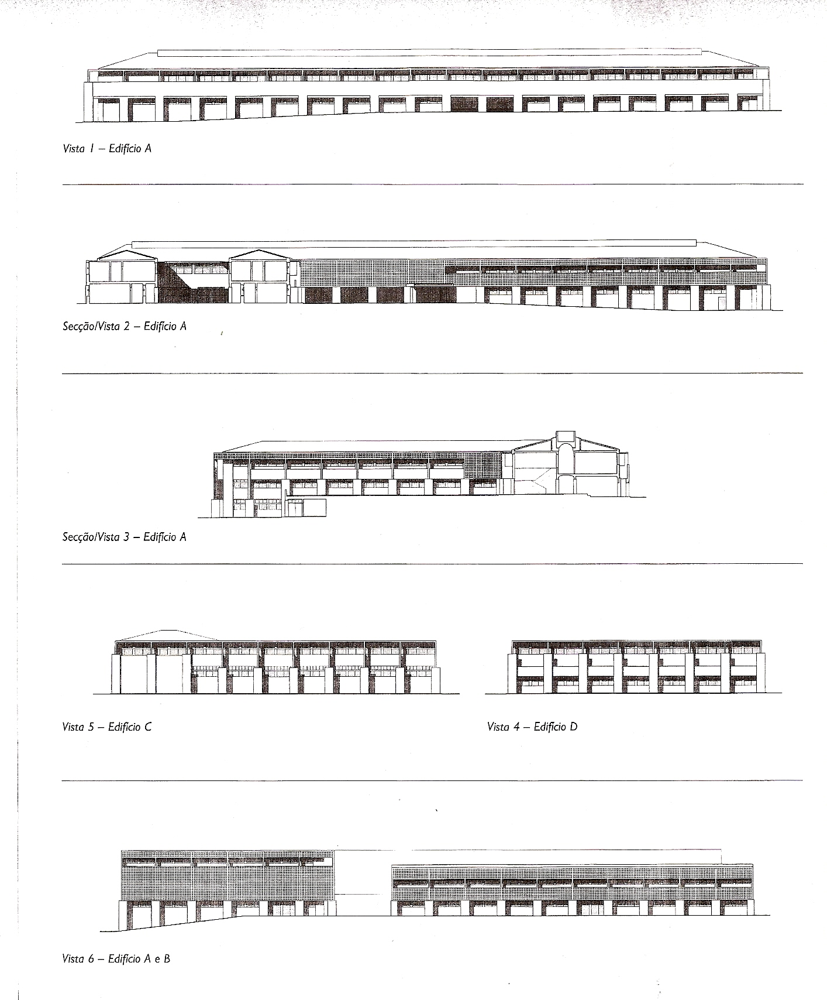 Vista 1 – Edifício A
Secção/Vista 2 – Edifício A
Secção/Vista 3 – Edifício A
Vista 5 – Edifício C
Vista 4 – Edifício D
Vista 6 – Edifício A e B